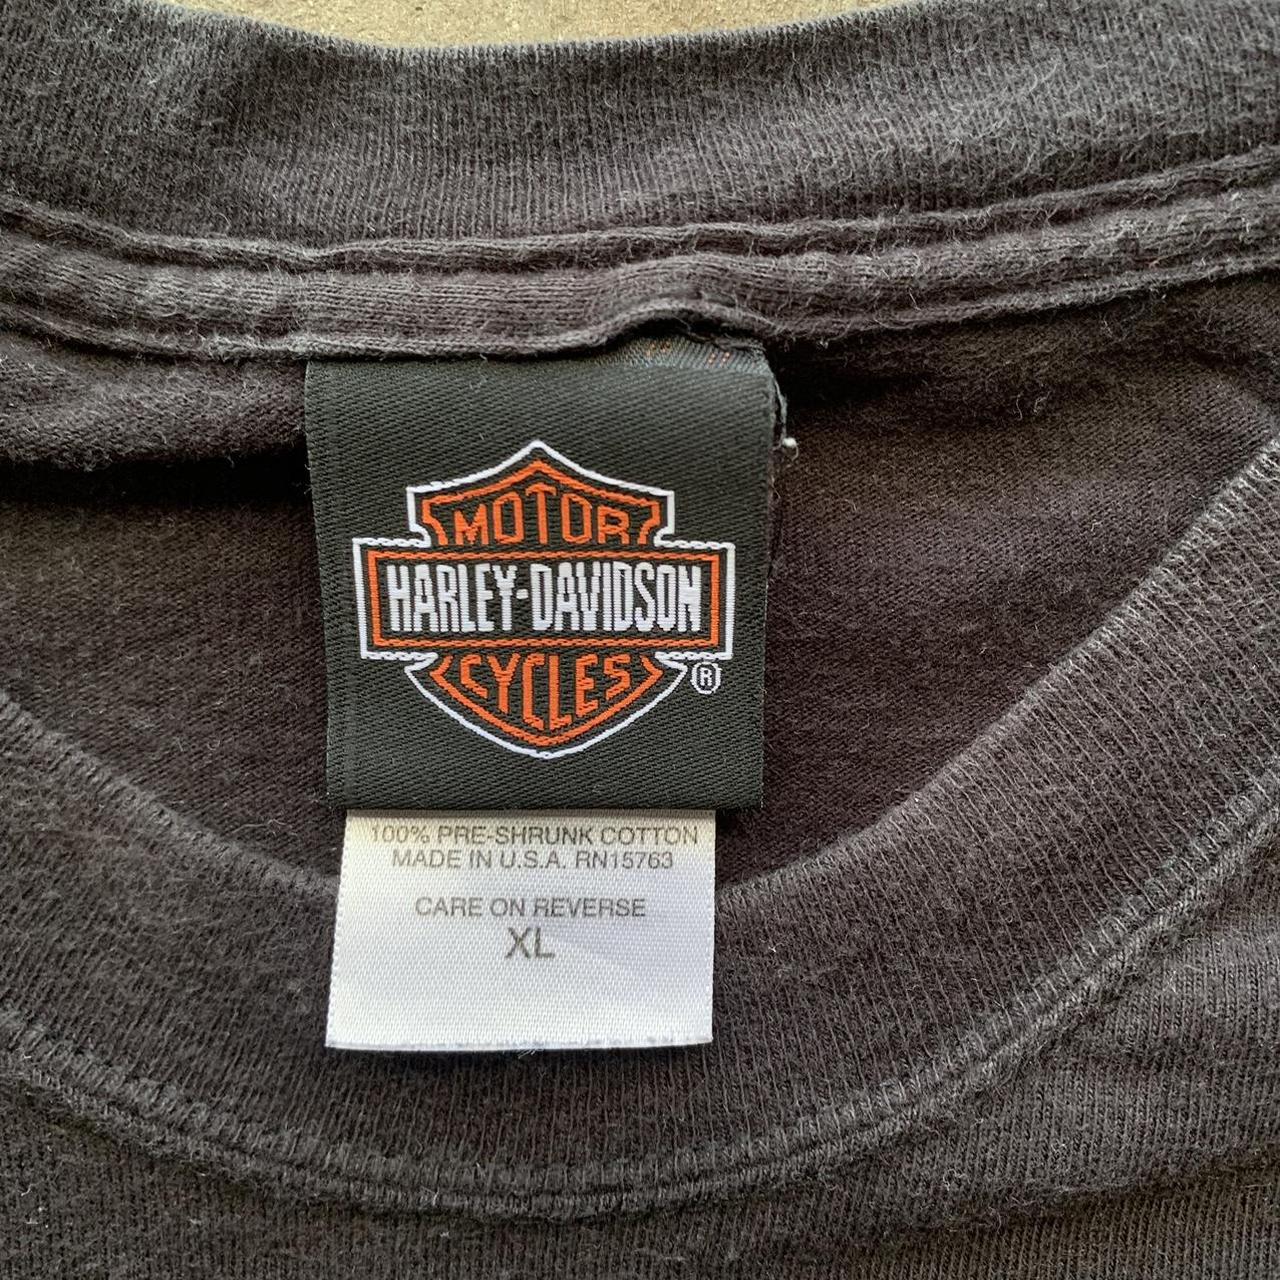 MOTOR
HARLEY-DAVIDSON
CYCLES
®
100% PRE-SHRUNK COTTON
MADE IN U.S.A. RN15763
CARE ON REVERSE
XL